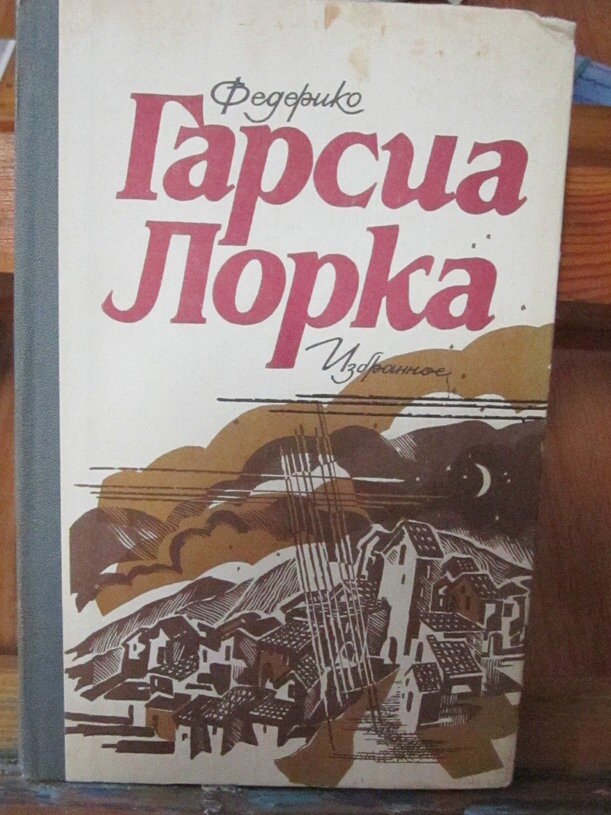 Федерико
Гарсиа
Лорка
Избранное